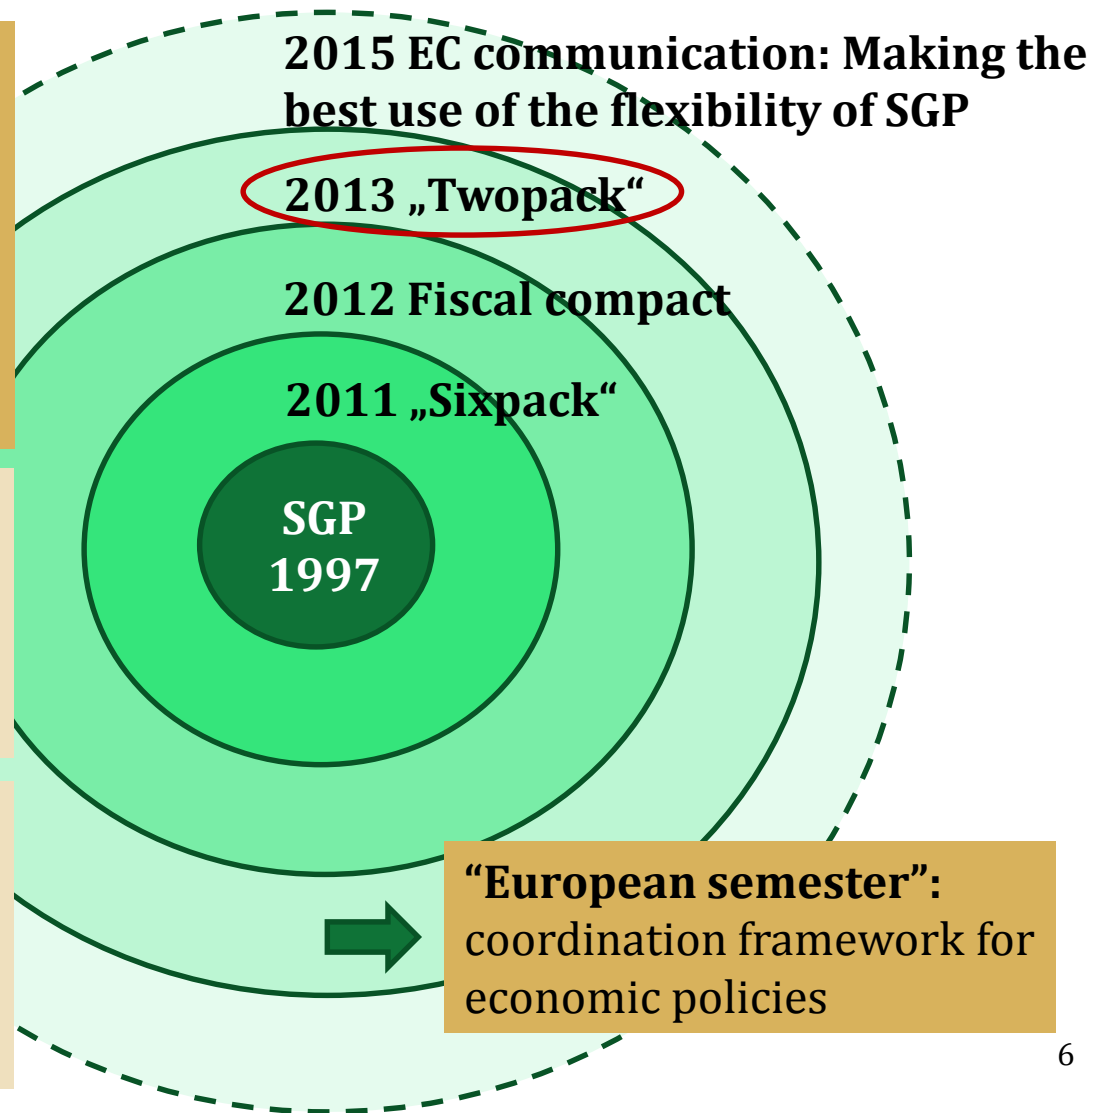 2015 EC communication: Making the
best use of the flexibility of SGP
2013 „Twopack“
2012 Fiscal compact
2011 „Sixpack“
SGP
1997
“European semester”:
coordination framework for
economic policies
6